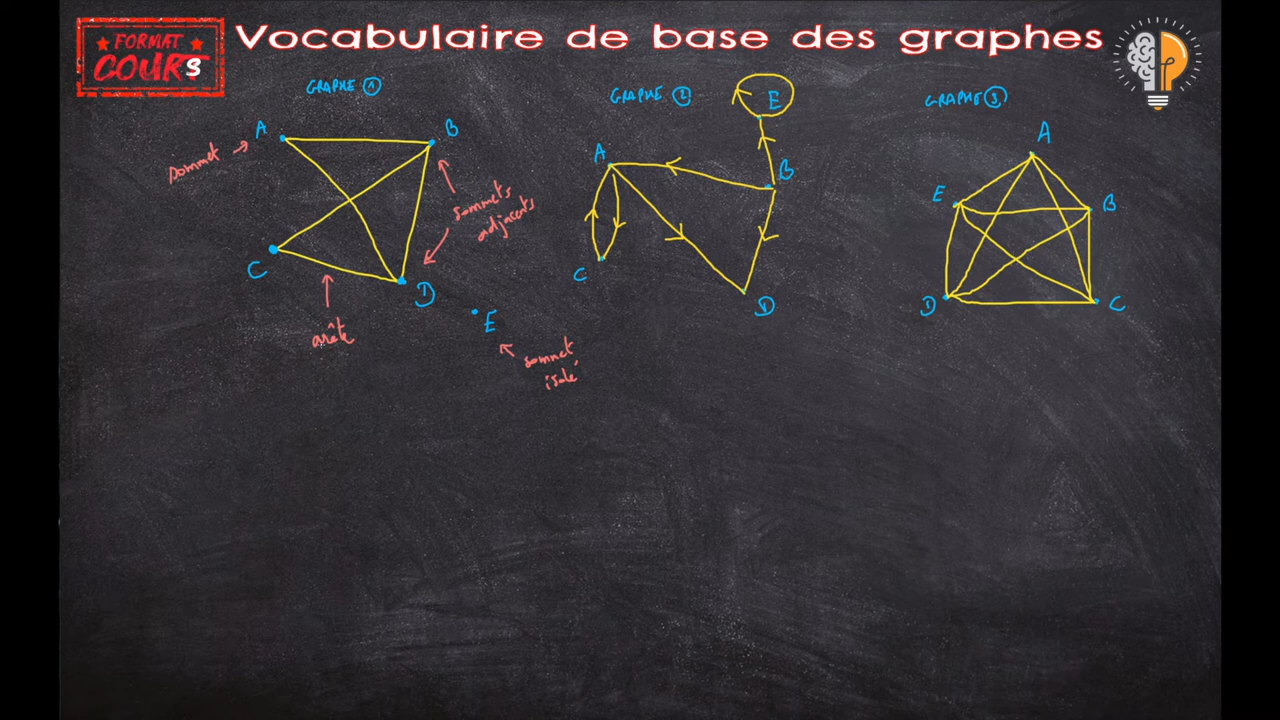 FORMAT
COURS
Vocabulaire de base des graphes
GRAPHE 1
GRAPHE 2
GRAPHE 3
A
B
C
D
E
sommet
sommets
adjacents
arête
sommet
isolé
A
B
C
D
E
A
B
C
D
E